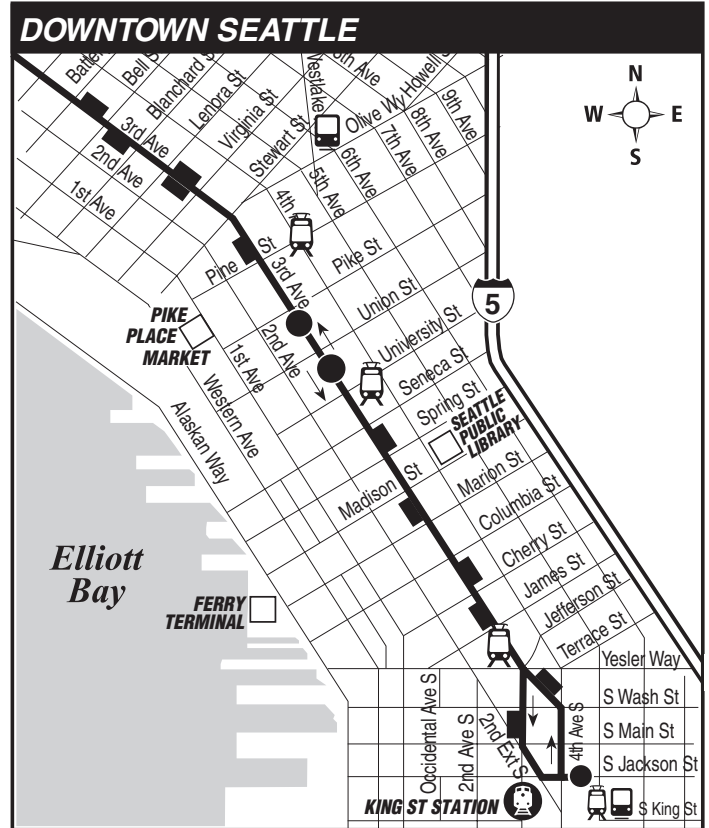 DOWNTOWN SEATTLE
Bell S
Blanchard S
Lenora St
Virginia St
Stewart St
Westlake
Olive Wy
Howell
6th Ave
7th Ave
8th Ave
9th Ave
N
W
E
S
3rd Ave
2nd Ave
1st Ave
4th
5th Ave
6th Ave
Pine
St
3rd Ave
Pike St
Union St
University St
Seneca St
Spring St
5
PIKE
PLACE
MARKET
1st Ave
2nd Ave
Western Ave
Alaskan Way
SEATTLE
PUBLIC
LIBRARY
Madison
St
Marion St
Columbia St
Cherry St
James St
Jefferson St
Terrace St
Yesler Way
Elliott
Bay
FERRY
TERMINAL
Occidental Ave S
2nd Ave S
2nd Ext S
4th Ave S
S Wash St
S Main St
S Jackson St
S King St
KING ST STATION